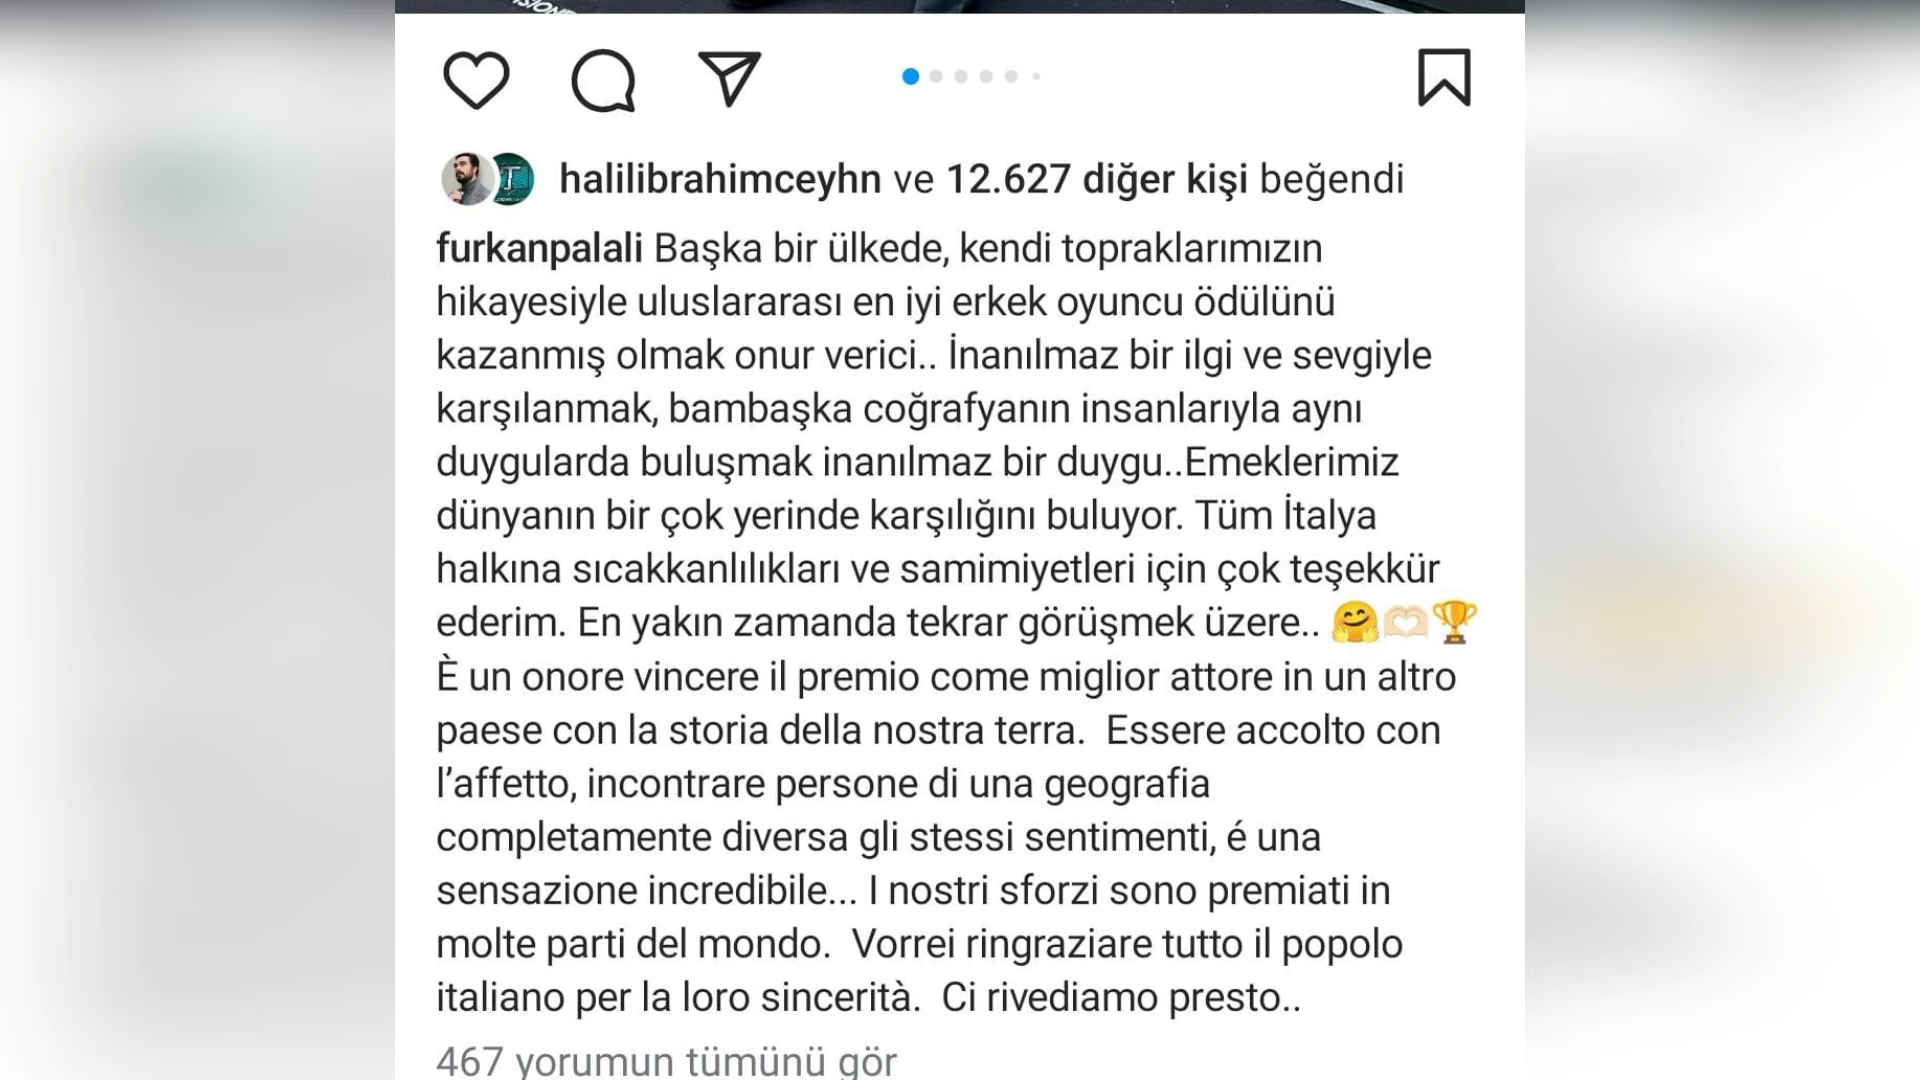 halilibrahimceyhn ve 12.627 diğer kişi beğendi
furkanpalali Başka bir ülkede, kendi topraklarımızın
hikayesiyle uluslararası en iyi erkek oyuncu ödülünü
kazanmış olmak onur verici.. İnanılmaz bir ilgi ve sevgiyle
karşılanmak, bambaşka coğrafyanın insanlarıyla aynı
duygularda buluşmak inanılmaz bir duygu..Emeklerimiz
dünyanın bir çok yerinde karşılığını buluyor. Tüm İtalya
halkına sıcakkanlılıkları ve samimiyetleri için çok teşekkür
ederim. En yakın zamanda tekrar görüşmek üzere.. 🤗🫶🏻🏆
È un onore vincere il premio come miglior attore in un altro
paese con la storia della nostra terra.  Essere accolto con
l’affetto, incontrare persone di una geografia
completamente diversa gli stessi sentimenti, é una
sensazione incredibile... I nostri sforzi sono premiati in
molte parti del mondo.  Vorrei ringraziare tutto il popolo
italiano per la loro sincerità.  Ci rivediamo presto..
467 yorumun tümünü gör